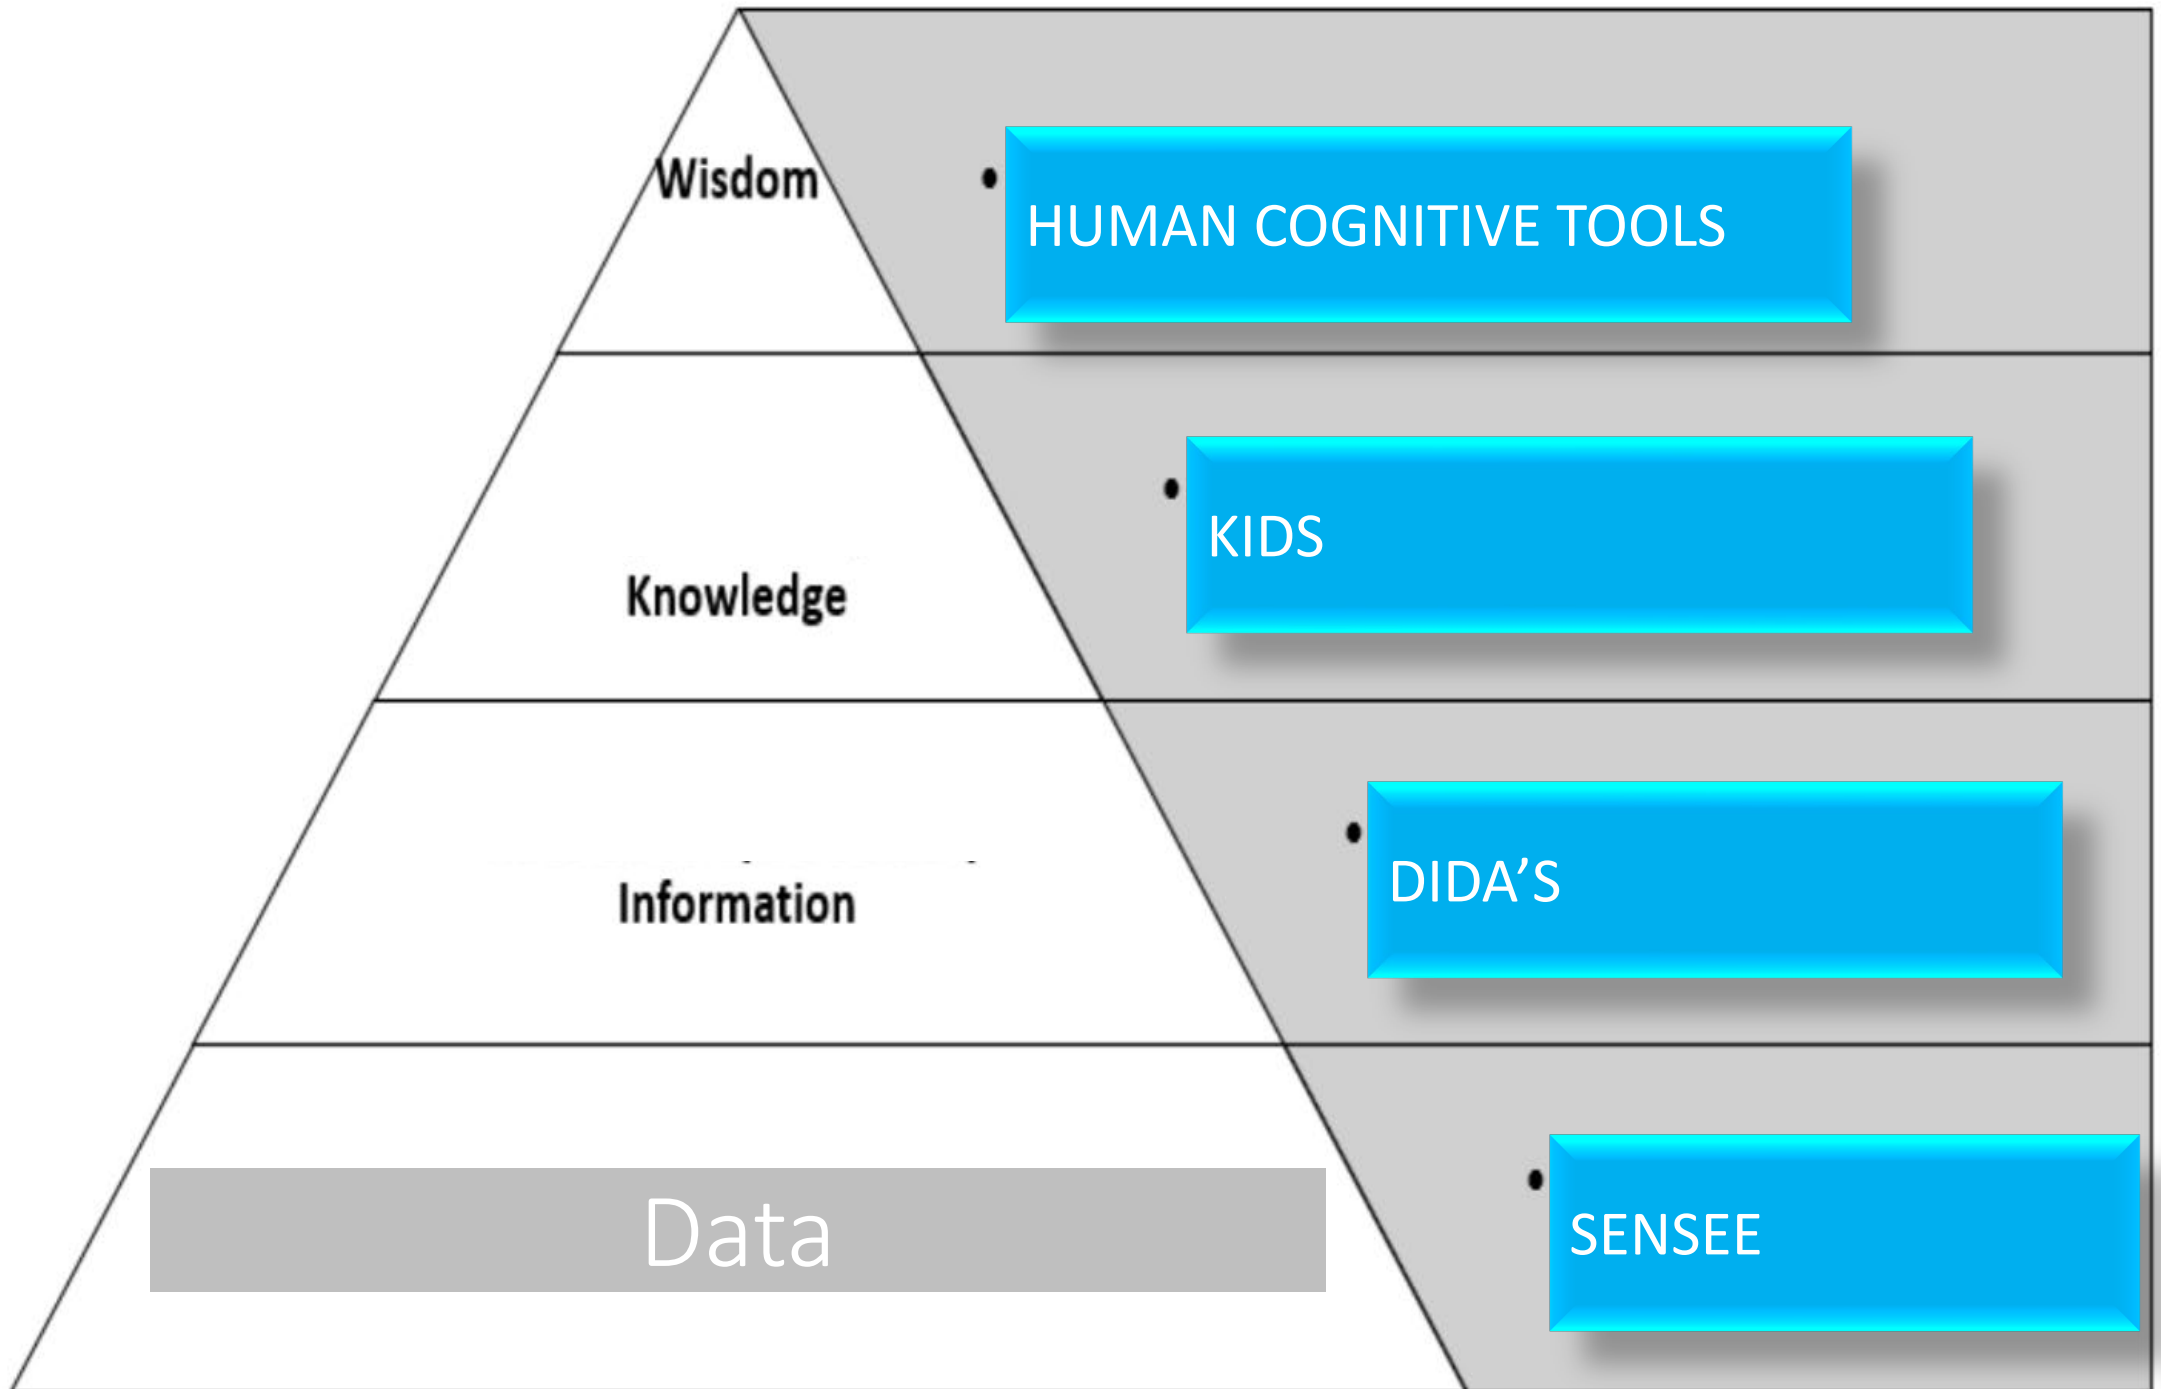 Wisdom
• HUMAN COGNITIVE TOOLS
Knowledge
• KIDS
Information
• DIDA’S
Data
• SENSEE